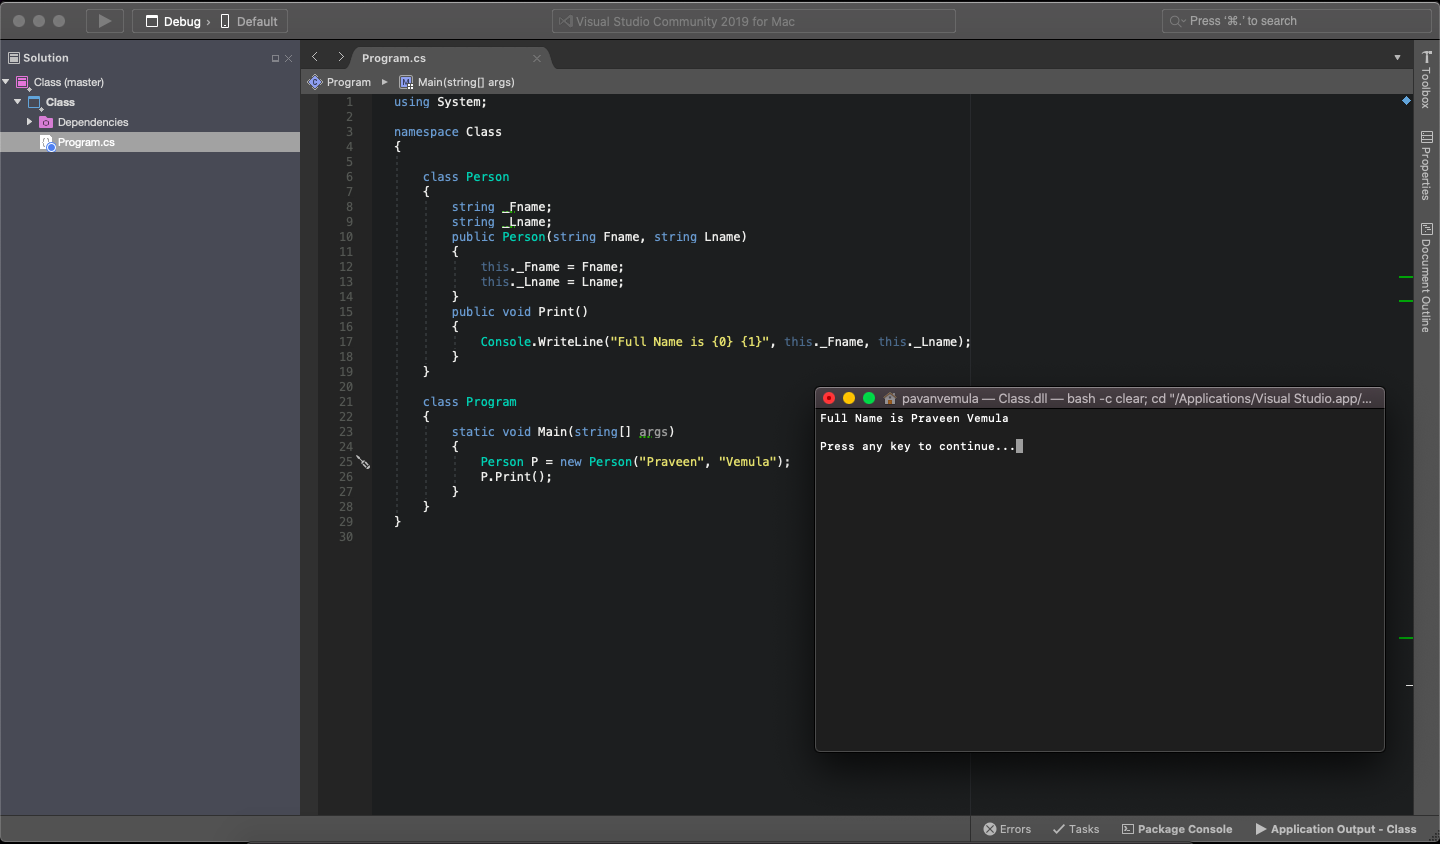 Debug › Default
Visual Studio Community 2019 for Mac
Press '⌘.' to search
Solution
Class (master)
Class
Dependencies
Program.cs
Program.cs
Program ▸ Main(string[] args)
1 using System;
2
3 namespace Class
4 {
5
6 class Person
7 {
8 string _Fname;
9 string _Lname;
10 public Person(string Fname, string Lname)
11 {
12 this._Fname = Fname;
13 this._Lname = Lname;
14 }
15 public void Print()
16 {
17 Console.WriteLine("Full Name is {0} {1}", this._Fname, this._Lname);
18 }
19 }
20
21 class Program
22 {
23 static void Main(string[] args)
24 {
25 Person P = new Person("Praveen", "Vemula");
26 P.Print();
27 }
28 }
29 }
30
pavanvemula — Class.dll — bash -c clear; cd "/Applications/Visual Studio.app/...
Full Name is Praveen Vemula
Press any key to continue...
Toolbox
Properties
Document Outline
Errors
Tasks
Package Console
Application Output - Class